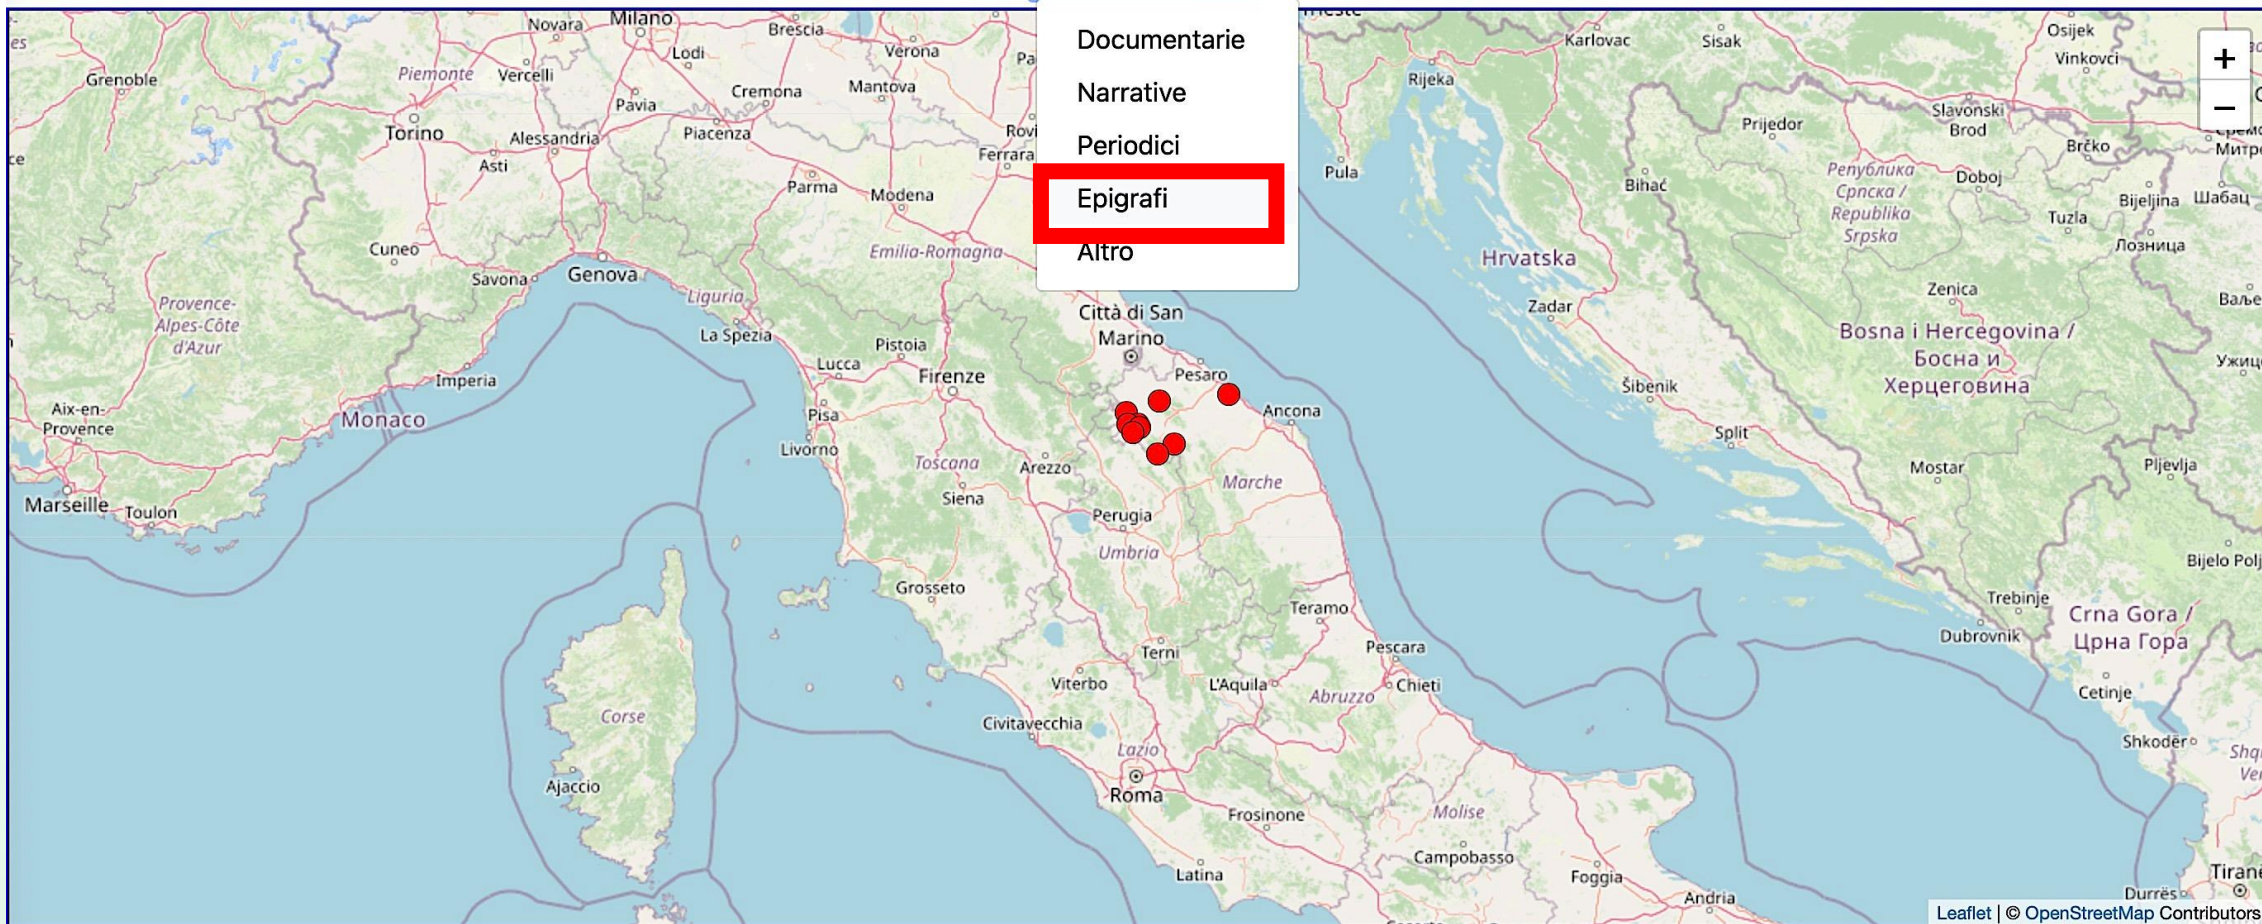 Documentarie
Narrative
Periodici
Epigrafi
Altro
Novara
Milano
Brescia
Verona
Lodi
Grenoble
Piemonte
Vercelli
Pavia
Cremona
Mantova
Torino
Alessandria
Piacenza
Asti
Ferrara
Parma
Modena
Cuneo
Emilia-Romagna
Savona
Genova
Liguria
Provence-
Alpes-Côte
d'Azur
La Spezia
Città di San
Marino
Lucca
Pistoia
Firenze
Pesaro
Imperia
Aix-en-
Provence
Monaco
Pisa
Livorno
Ancona
Toscana
Arezzo
Marche
Siena
Marseille
Toulon
Perugia
Umbria
Grosseto
Teramo
Terni
Pescara
Viterbo
L'Aquila
Chieti
Abruzzo
Corse
Civitavecchia
Lazio
Ajaccio
Roma
Frosinone
Molise
Campobasso
Latina
Foggia
Andria
Karlovac
Sisak
Osijek
Vinkovci
Rijeka
Slavonski
Brod
Prijedor
Brčko
Pula
Bihać
Република
Српска /
Republika
Srpska
Doboj
Bijeljina
Шабац
Tuzla
Лозница
Hrvatska
Zenica
Zadar
Bosna i Hercegovina /
Босна и
Херцеговина
Šibenik
Split
Mostar
Pljevlja
Bijelo Polj
Trebinje
Dubrovnik
Crna Gora /
Црна Гора
Cetinje
Shkodër
Tiranë
Durrës
+
−
Leaflet | © OpenStreetMap Contributors